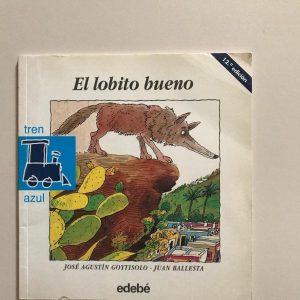 12.ª edición
El lobito bueno
tren
azul
JOSÉ AGUSTÍN GOYTISOLO - JUAN BALLESTA
edebé